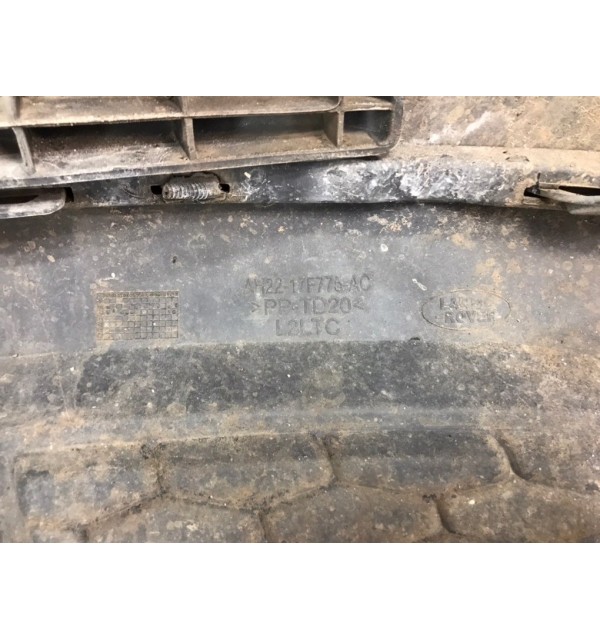 AH22-17F775-AC
>PP-TD20<
L2LTC
LAND
ROVER